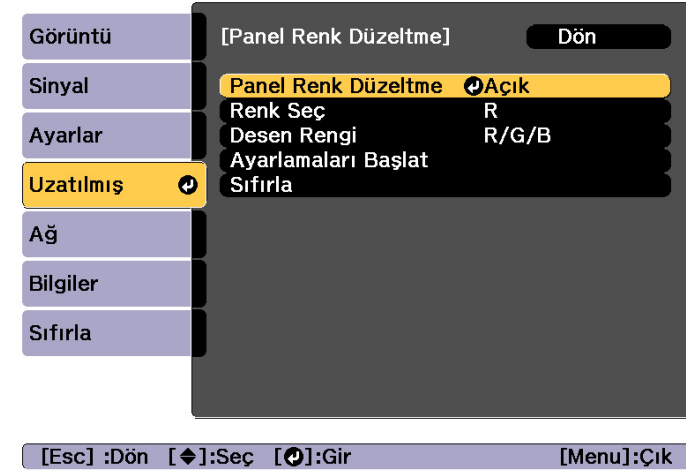 Görüntü
Sinyal
Ayarlar
Uzatılmış
Ağ
Bilgiler
Sıfırla
[Panel Renk Düzeltme] Dön
Panel Renk Düzeltme Açık
Renk Seç R
Desen Rengi R/G/B
Ayarlamaları Başlat
Sıfırla
[Esc] :Dön [◆]:Seç [⏎]:Gir [Menu]:Çık